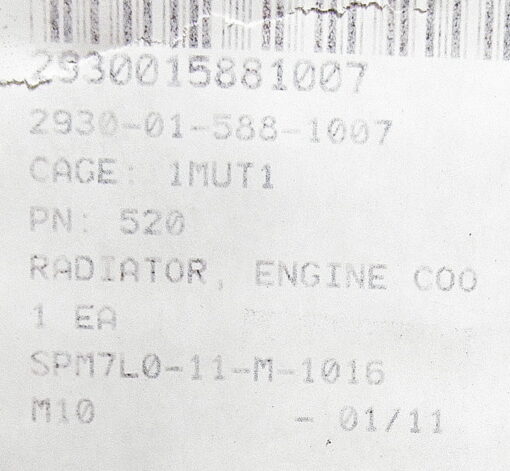 2930015881007
2930-01-588-1007
CAGE: 1MUT1
PN: 520
RADIATOR, ENGINE COO
1 EA
SPM7L0-11-M-1016
M10 - 01/11